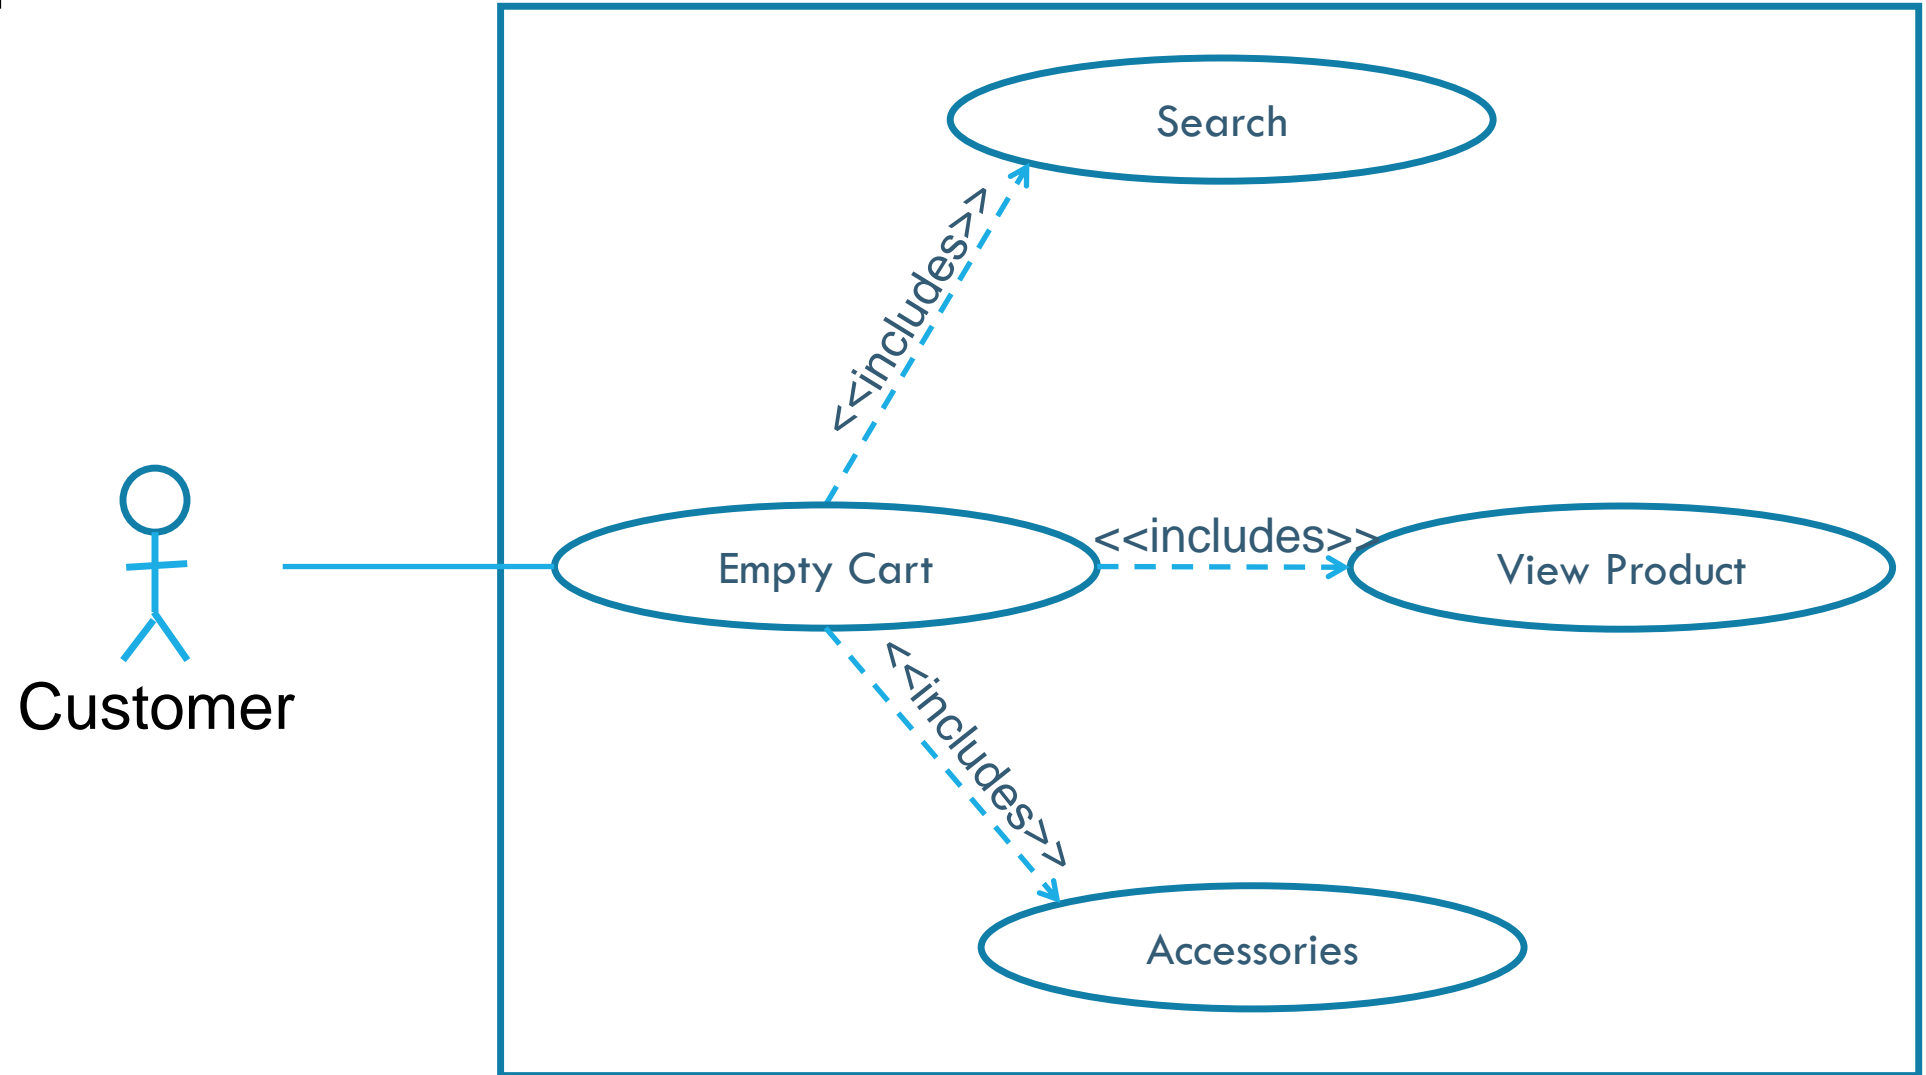 Search
<<includes>>
Empty Cart
<<includes>>
View Product
<<includes>>
Customer
Accessories